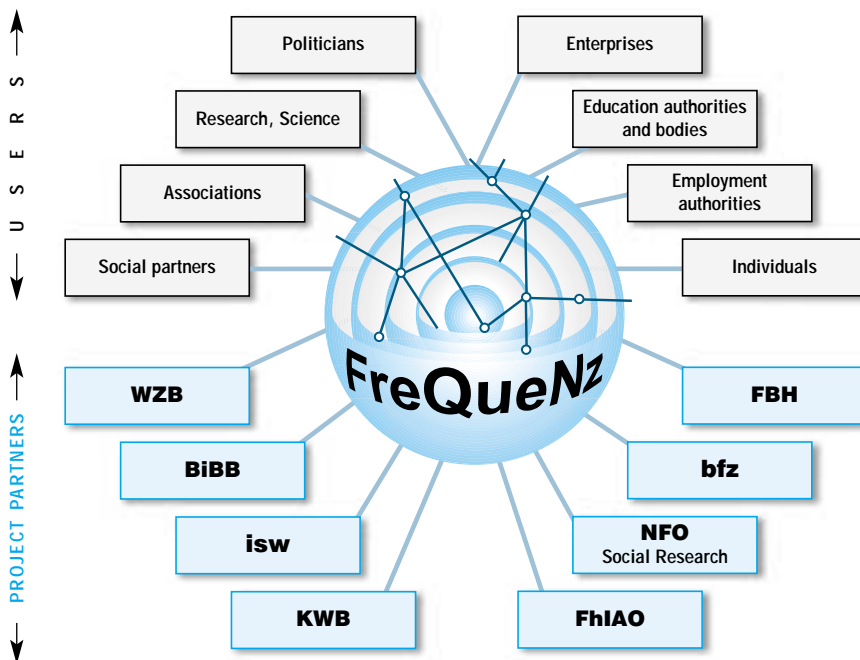 USERS
Politicians
Enterprises
Research, Science
Education authorities
and bodies
Associations
Employment
authorities
Social partners
Individuals
FreQueNz
PROJECT PARTNERS
WZB
FBH
BiBB
bfz
isw
NFO
Social Research
KWB
FhIAO